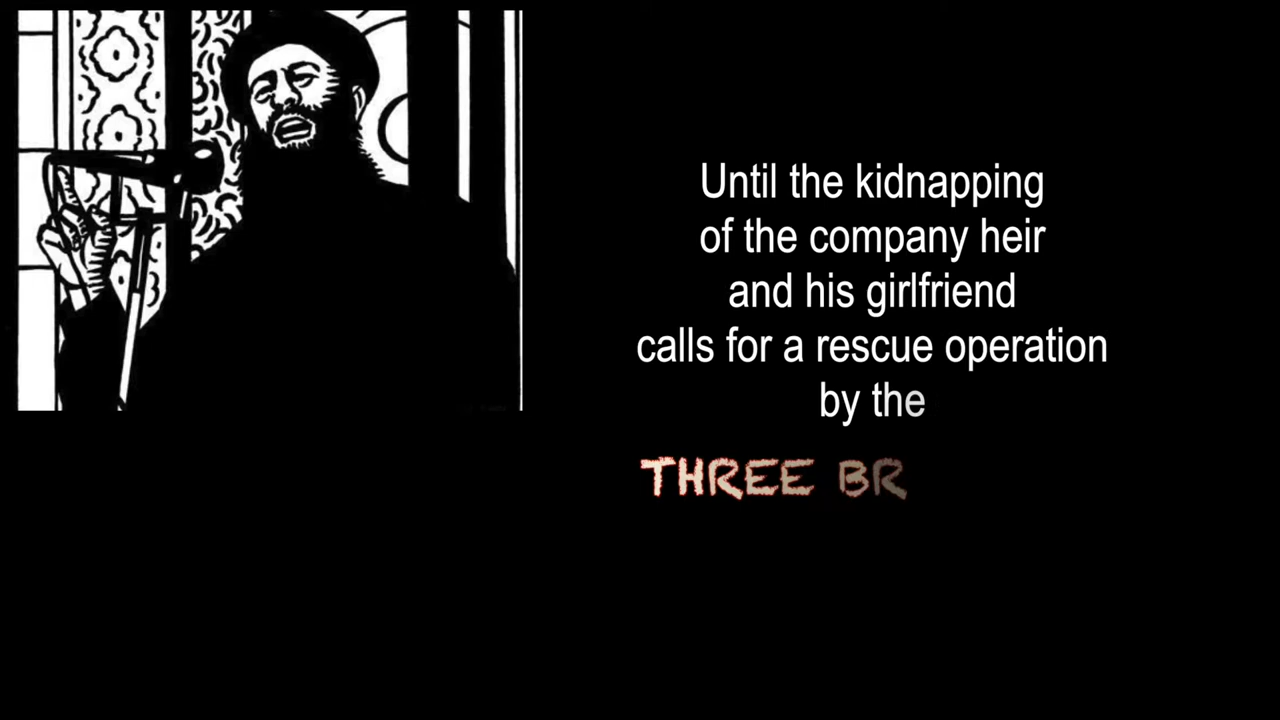 Until the kidnapping
of the company heir
and his girlfriend
calls for a rescue operation
by the
THREE BR